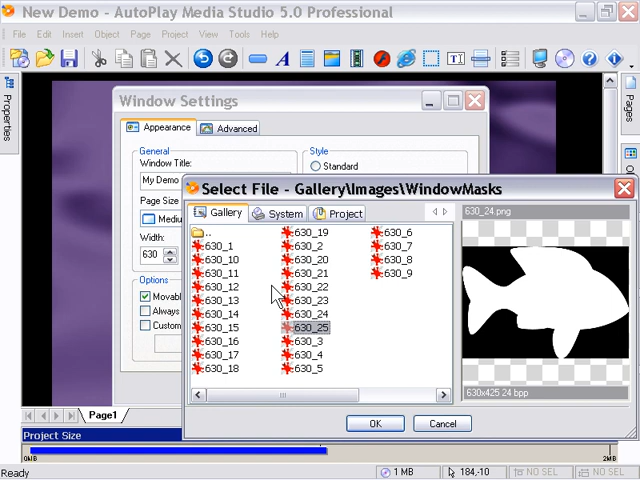 New Demo - AutoPlay Media Studio 5.0 Professional
File Edit Insert Object Page Project View Tools Help
Properties
Pages
Window Settings
Appearance Advanced
General
Window Title:
My Demo
Page Size
Mediu
Width:
630
Options
Movabl
Always
Custom
Style
Standard
Select File - Gallery\Images\WindowMasks
Gallery System Project
..
630_1
630_10
630_11
630_12
630_13
630_14
630_15
630_16
630_17
630_18
630_19
630_2
630_20
630_21
630_22
630_23
630_24
630_25
630_3
630_4
630_5
630_6
630_7
630_8
630_9
630_24.png
630x425 24 bpp
OK Cancel
Page1
Project Size
0MB 2MB
Ready 1 MB 184,-10 NO SEL NO SEL